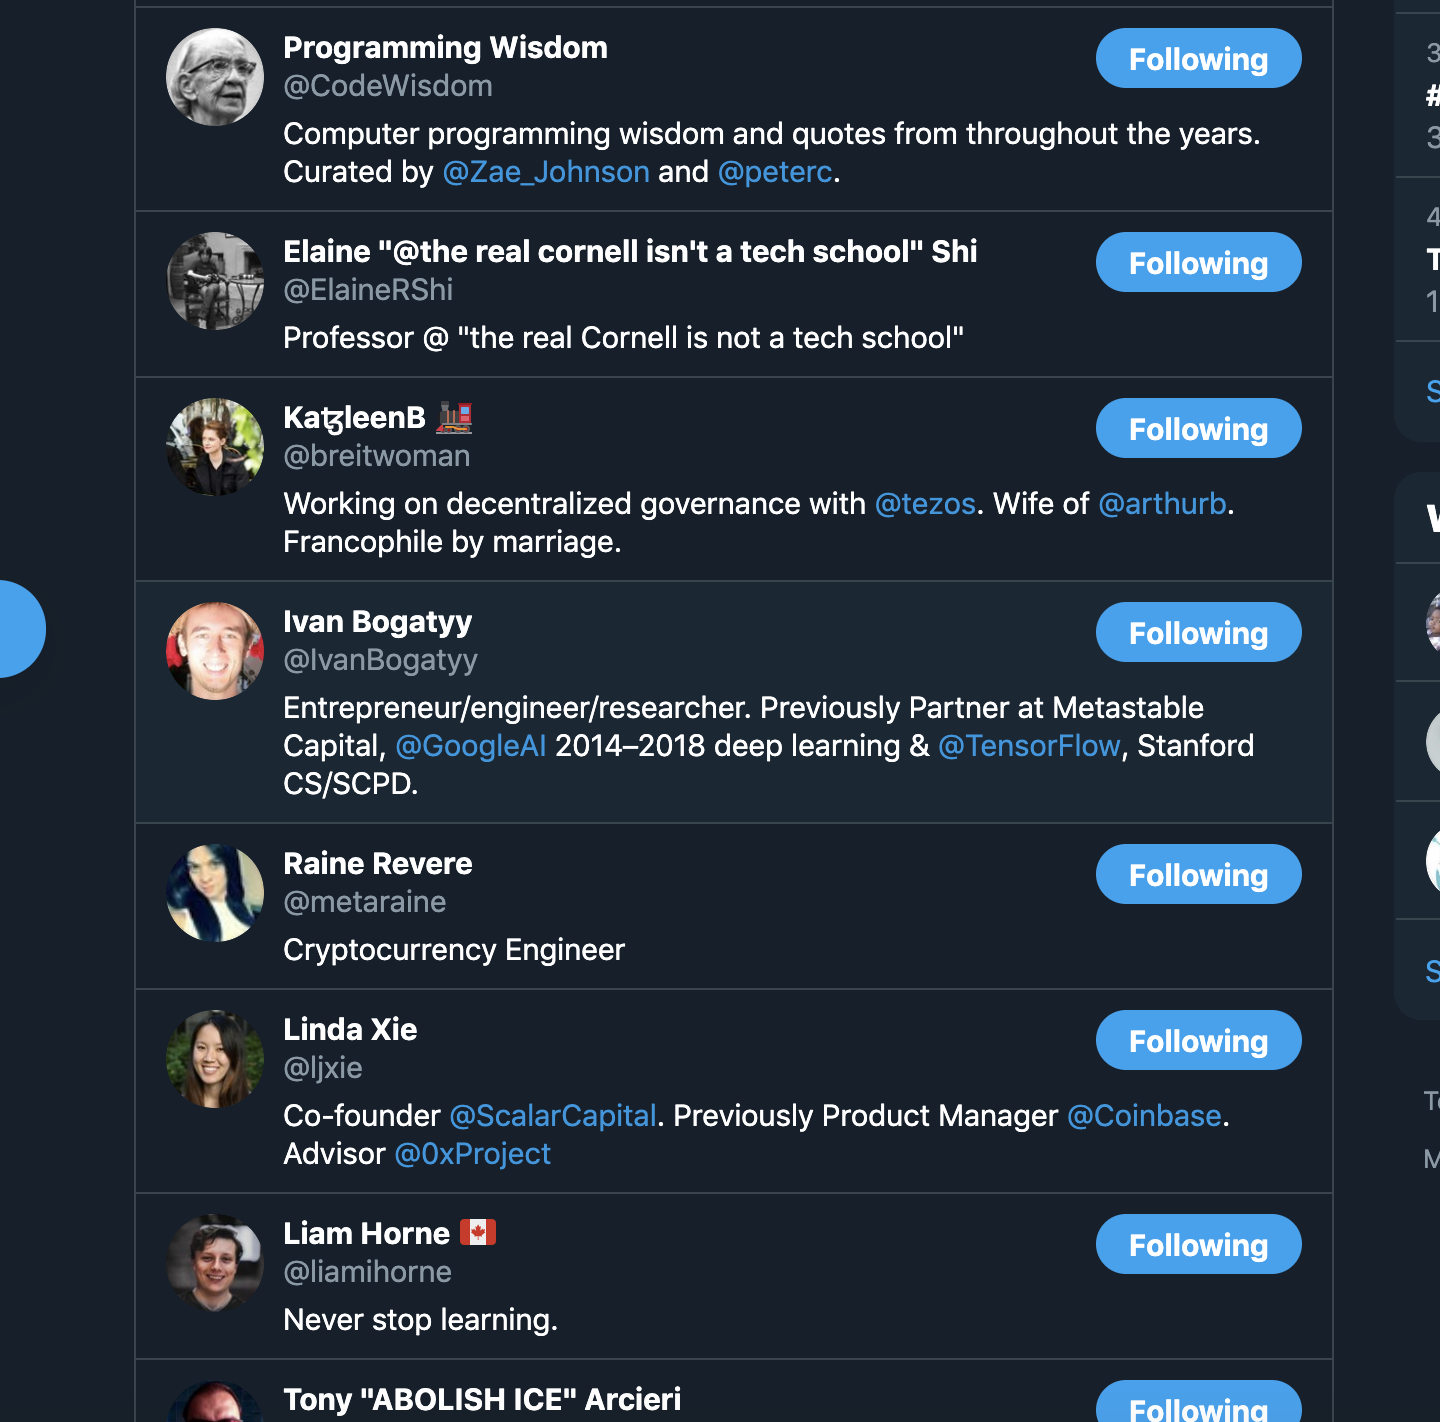 Programming Wisdom
Following
@CodeWisdom
Computer programming wisdom and quotes from throughout the years.
Curated by @Zae_Johnson and @peterc.
Elaine "@the real cornell isn't a tech school" Shi
Following
@ElaineRShi
Professor @ "the real Cornell is not a tech school"
KaꜩleenB 🚂
Following
@breitwoman
Working on decentralized governance with @tezos. Wife of @arthurb.
Francophile by marriage.
Ivan Bogatyy
Following
@IvanBogatyy
Entrepreneur/engineer/researcher. Previously Partner at Metastable
Capital, @GoogleAI 2014–2018 deep learning & @TensorFlow, Stanford
CS/SCPD.
Raine Revere
Following
@metaraine
Cryptocurrency Engineer
Linda Xie
Following
@ljxie
Co-founder @ScalarCapital. Previously Product Manager @Coinbase.
Advisor @0xProject
Liam Horne 🇨🇦
Following
@liamihorne
Never stop learning.
Tony "ABOLISH ICE" Arcieri
Following